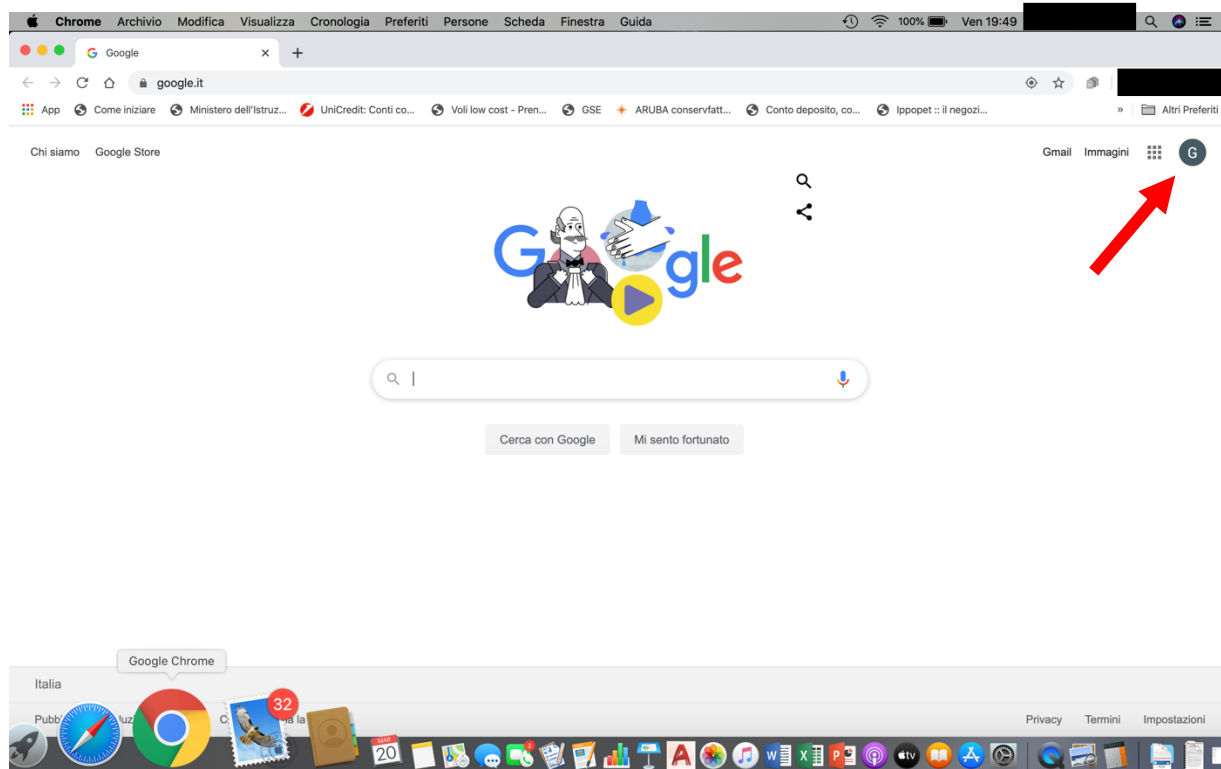 Chrome Archivio Modifica Visualizza Cronologia Preferiti Persone Scheda Finestra Guida 100% Ven 19:49
Google
google.it
App Come iniziare Ministero dell'Istruz... UniCredit: Conti co... Voli low cost - Pren... GSE ARUBA conservfatt... Conto deposito, co... Ippopet :: il negozi... » Altri Preferiti
Chi siamo Google Store Gmail Immagini G
Google
Cerca con Google Mi sento fortunato
Google Chrome
Italia
32
Privacy Termini Impostazioni
MAR
20